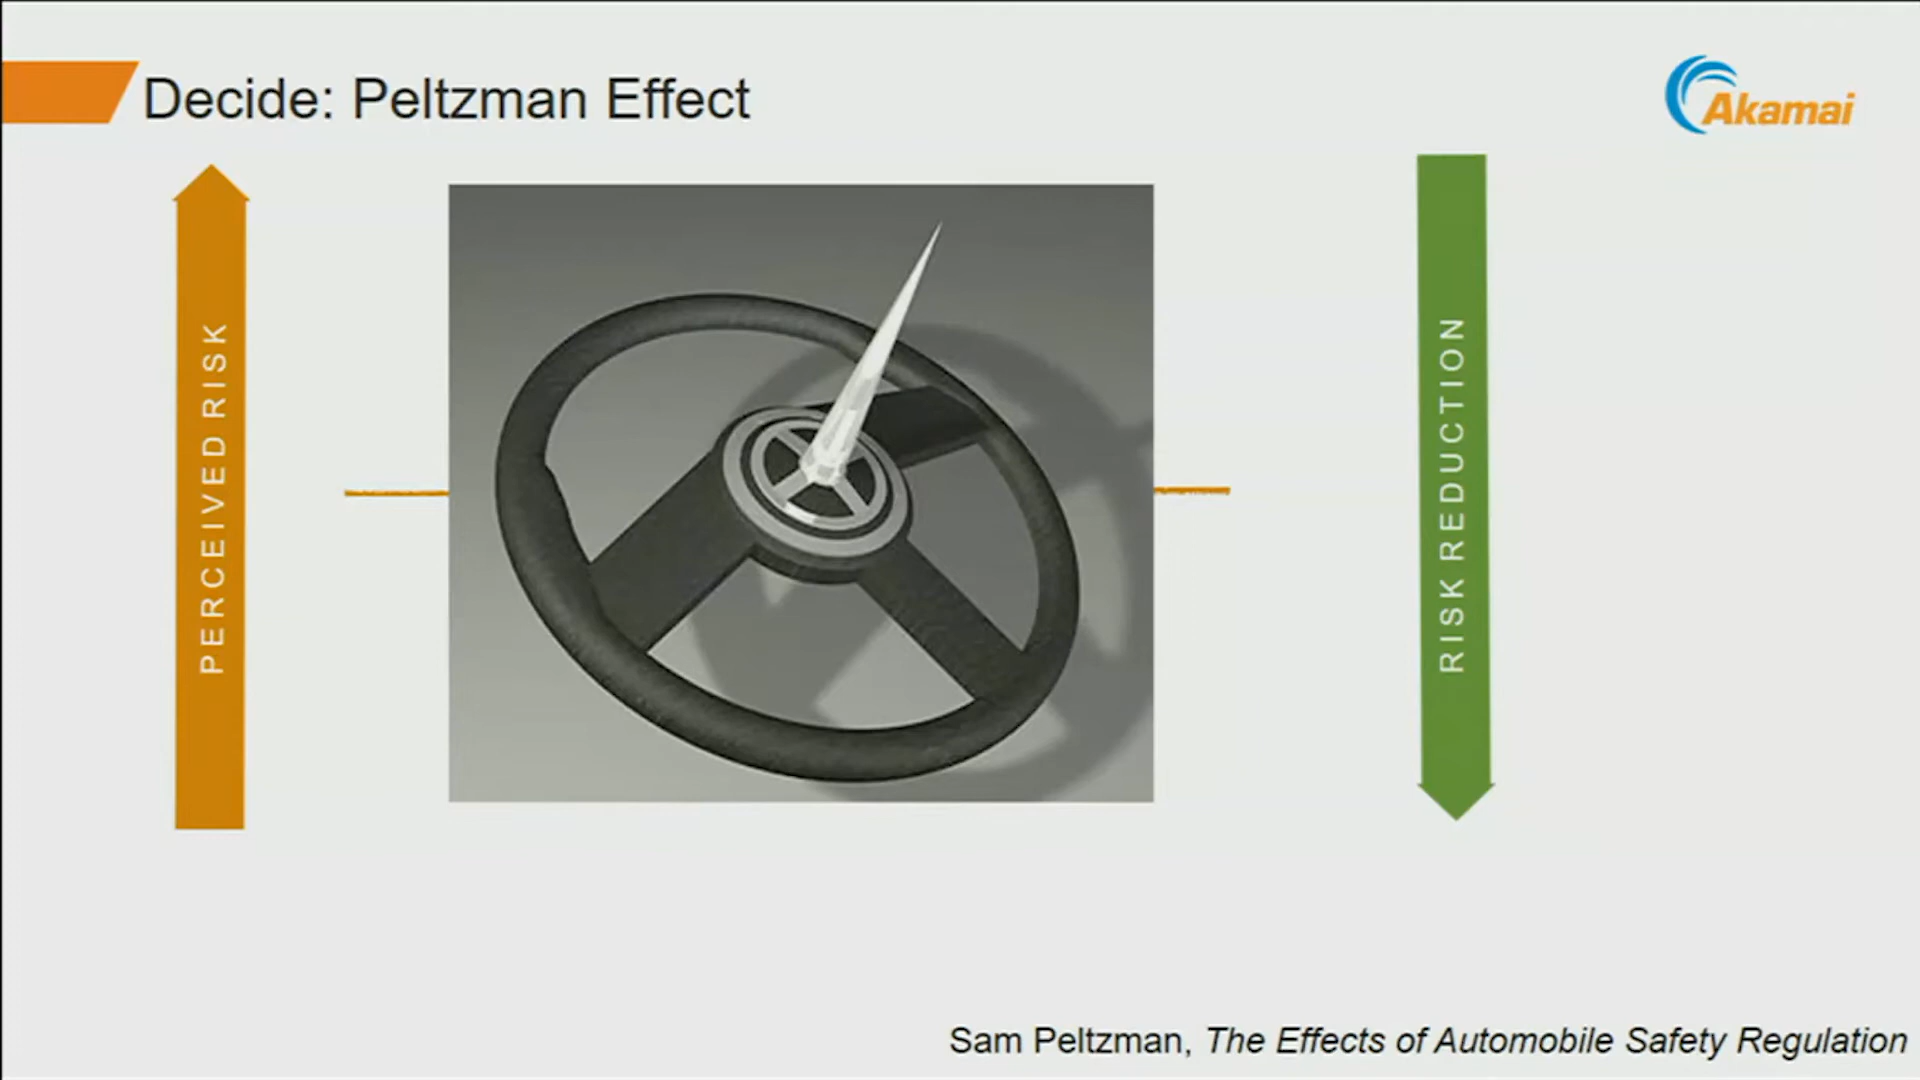 Decide: Peltzman Effect
Akamai
PERCEIVED RISK
RISK REDUCTION
Sam Peltzman, The Effects of Automobile Safety Regulation